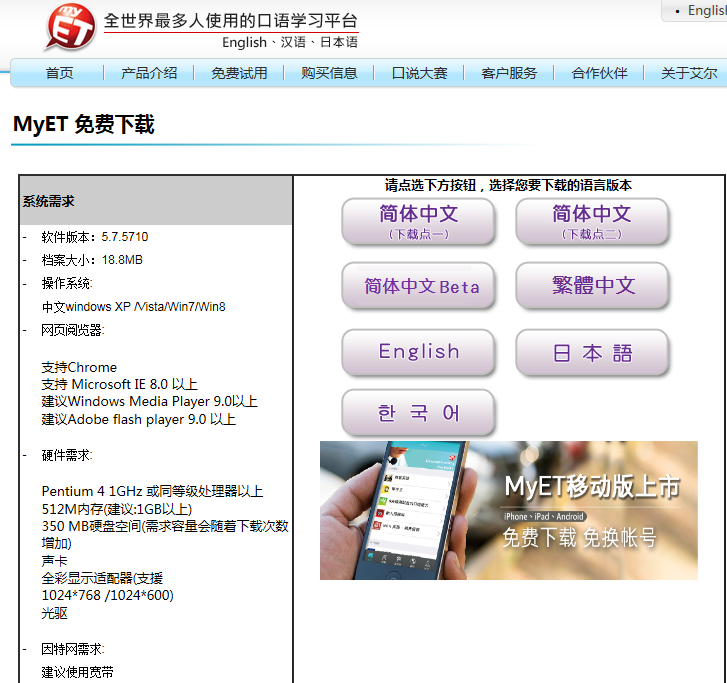 My
ET
全世界最多人使用的口语学习平台
English、汉语、日本语
• English
首页
产品介绍
免费试用
购买信息
口说大赛
客户服务
合作伙伴
关于艾尔
MyET 免费下载
系统需求
- 软件版本：5.7.5710
- 档案大小：18.8MB
- 操作系统:
中文windows XP /Vista/Win7/Win8
- 网页阅览器:
支持Chrome
支持 Microsoft IE 8.0 以上
建议Windows Media Player 9.0以上
建议Adobe flash player 9.0 以上
- 硬件需求:
Pentium 4 1GHz 或同等级处理器以上
512M内存(建议:1GB以上)
350 MB硬盘空间(需求容量会随着下载次数
增加)
声卡
全彩显示适配器(支援
1024*768 /1024*600)
光驱
- 因特网需求:
建议使用宽带
请点选下方按钮，选择您要下载的语言版本
简体中文
(下载点一)
简体中文
(下载点二)
简体中文 Beta
繁體中文
English
日本語
한국어
MyET移动版上市
iPhone、iPad、Android
免费下载 免换帐号